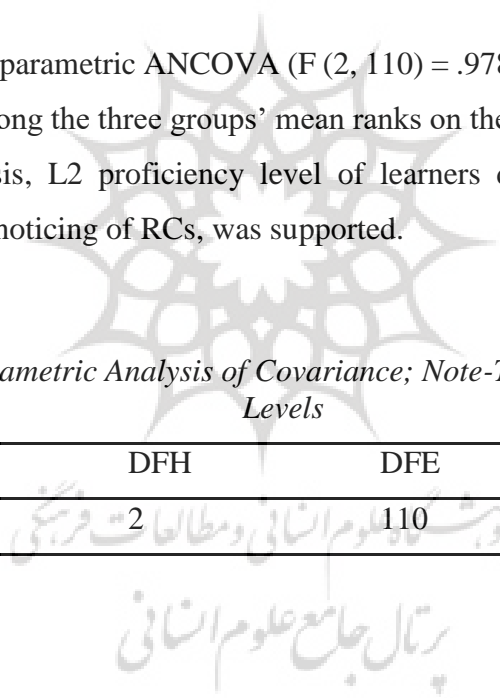 parametric ANCOVA (F (2, 110) = .978
ong the three groups’ mean ranks on the
sis, L2 proficiency level of learners
noticing of RCs, was supported.
ametric Analysis of Covariance; Note-T
Levels
DFH DFE
2 110
پژوهشگاه علوم انسانی و مطالعات فرهنگی
پرتال جامع علوم انسانی